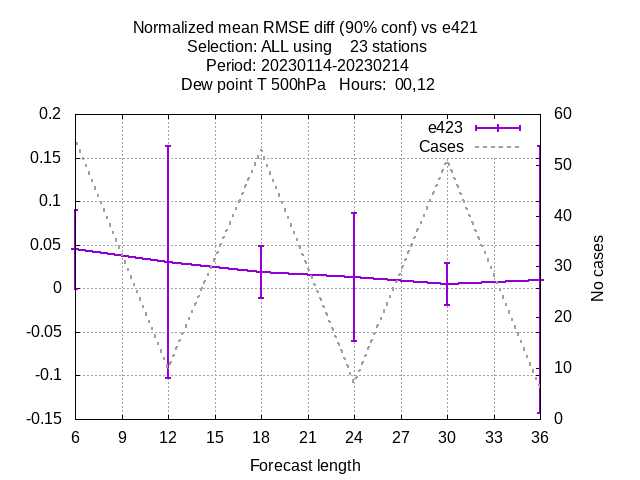 Normalized mean RMSE diff (90% conf) vs e421
Selection: ALL using    23 stations
Period: 20230114-20230214
Dew point T 500hPa   Hours:  00,12
e423
Cases
0.2
0.15
0.1
0.05
0
-0.05
-0.1
-0.15
60
50
40
30
20
10
0
No cases
6 9 12 15 18 21 24 27 30 33 36
Forecast length